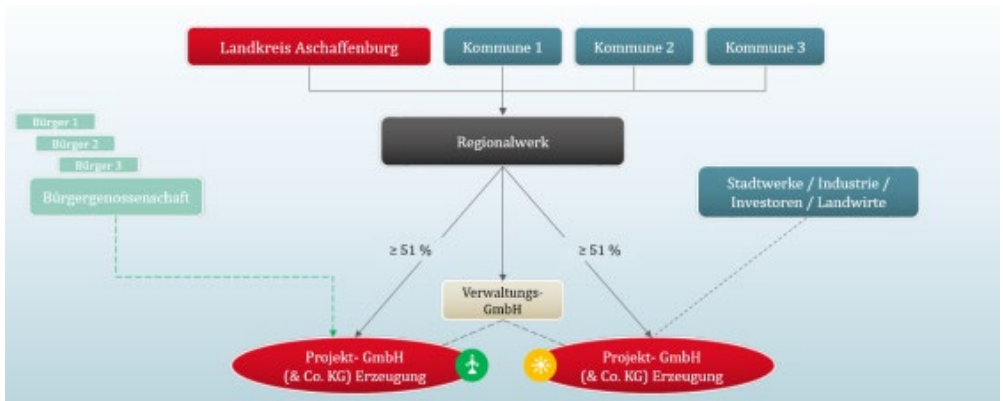 Landkreis Aschaffenburg
Kommune 1
Kommune 2
Kommune 3
Regionalwerk
Bürger 1
Bürger 2
Bürger 3
Bürgergenossenschaft
Stadtwerke / Industrie /
Investoren / Landwirte
≥ 51 %
≥ 51 %
Verwaltungs-
GmbH
Projekt- GmbH
(& Co. KG) Erzeugung
Projekt- GmbH
(& Co. KG) Erzeugung